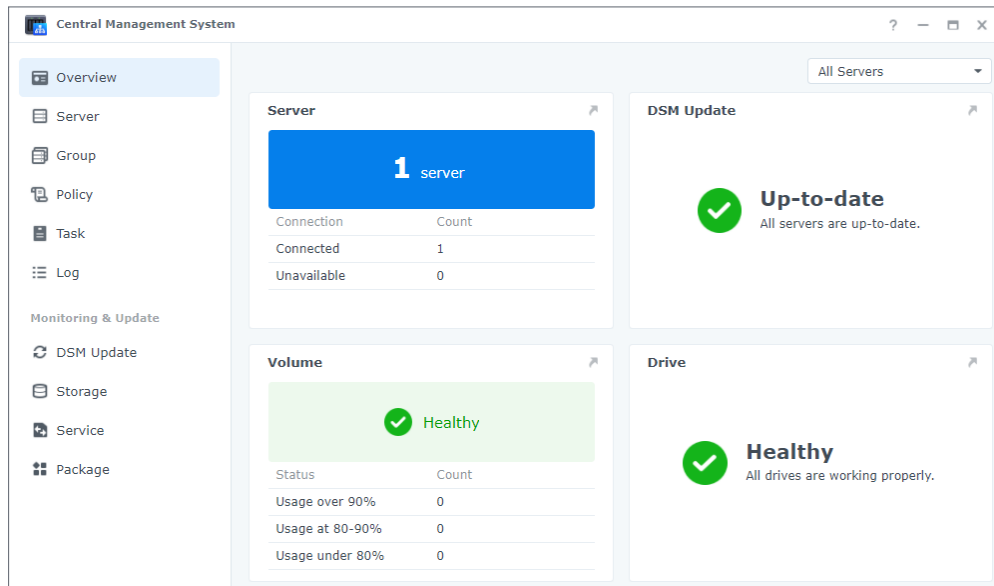 Central Management System
?
Overview
Server
Group
Policy
Task
Log
Monitoring & Update
DSM Update
Storage
Service
Package
All Servers
Server
1 server
Connection Count
Connected 1
Unavailable 0
DSM Update
Up-to-date
All servers are up-to-date.
Volume
Healthy
Status Count
Usage over 90% 0
Usage at 80-90% 0
Usage under 80% 0
Drive
Healthy
All drives are working properly.